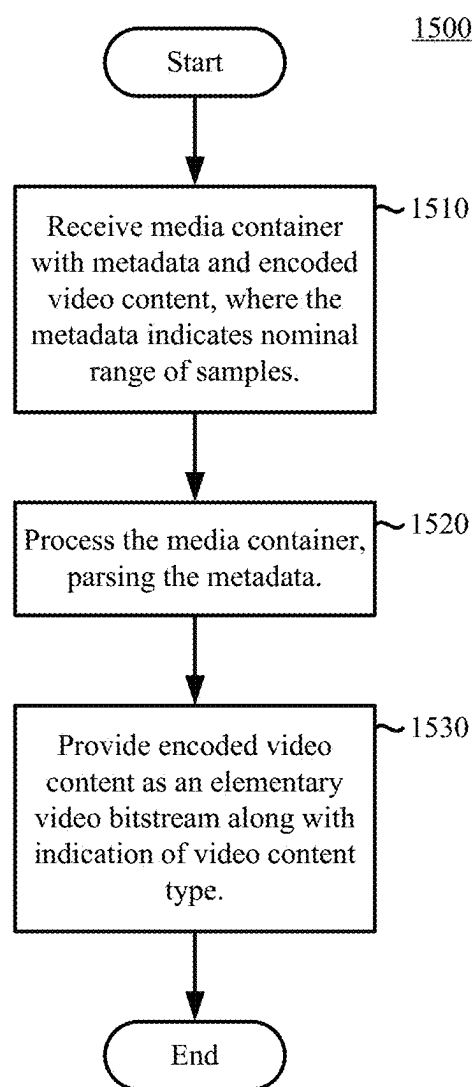 1500
Start
1510
Receive media container
with metadata and encoded
video content, where the
metadata indicates nominal
range of samples.
1520
Process the media container,
parsing the metadata.
1530
Provide encoded video
content as an elementary
video bitstream along with
indication of video content
type.
End